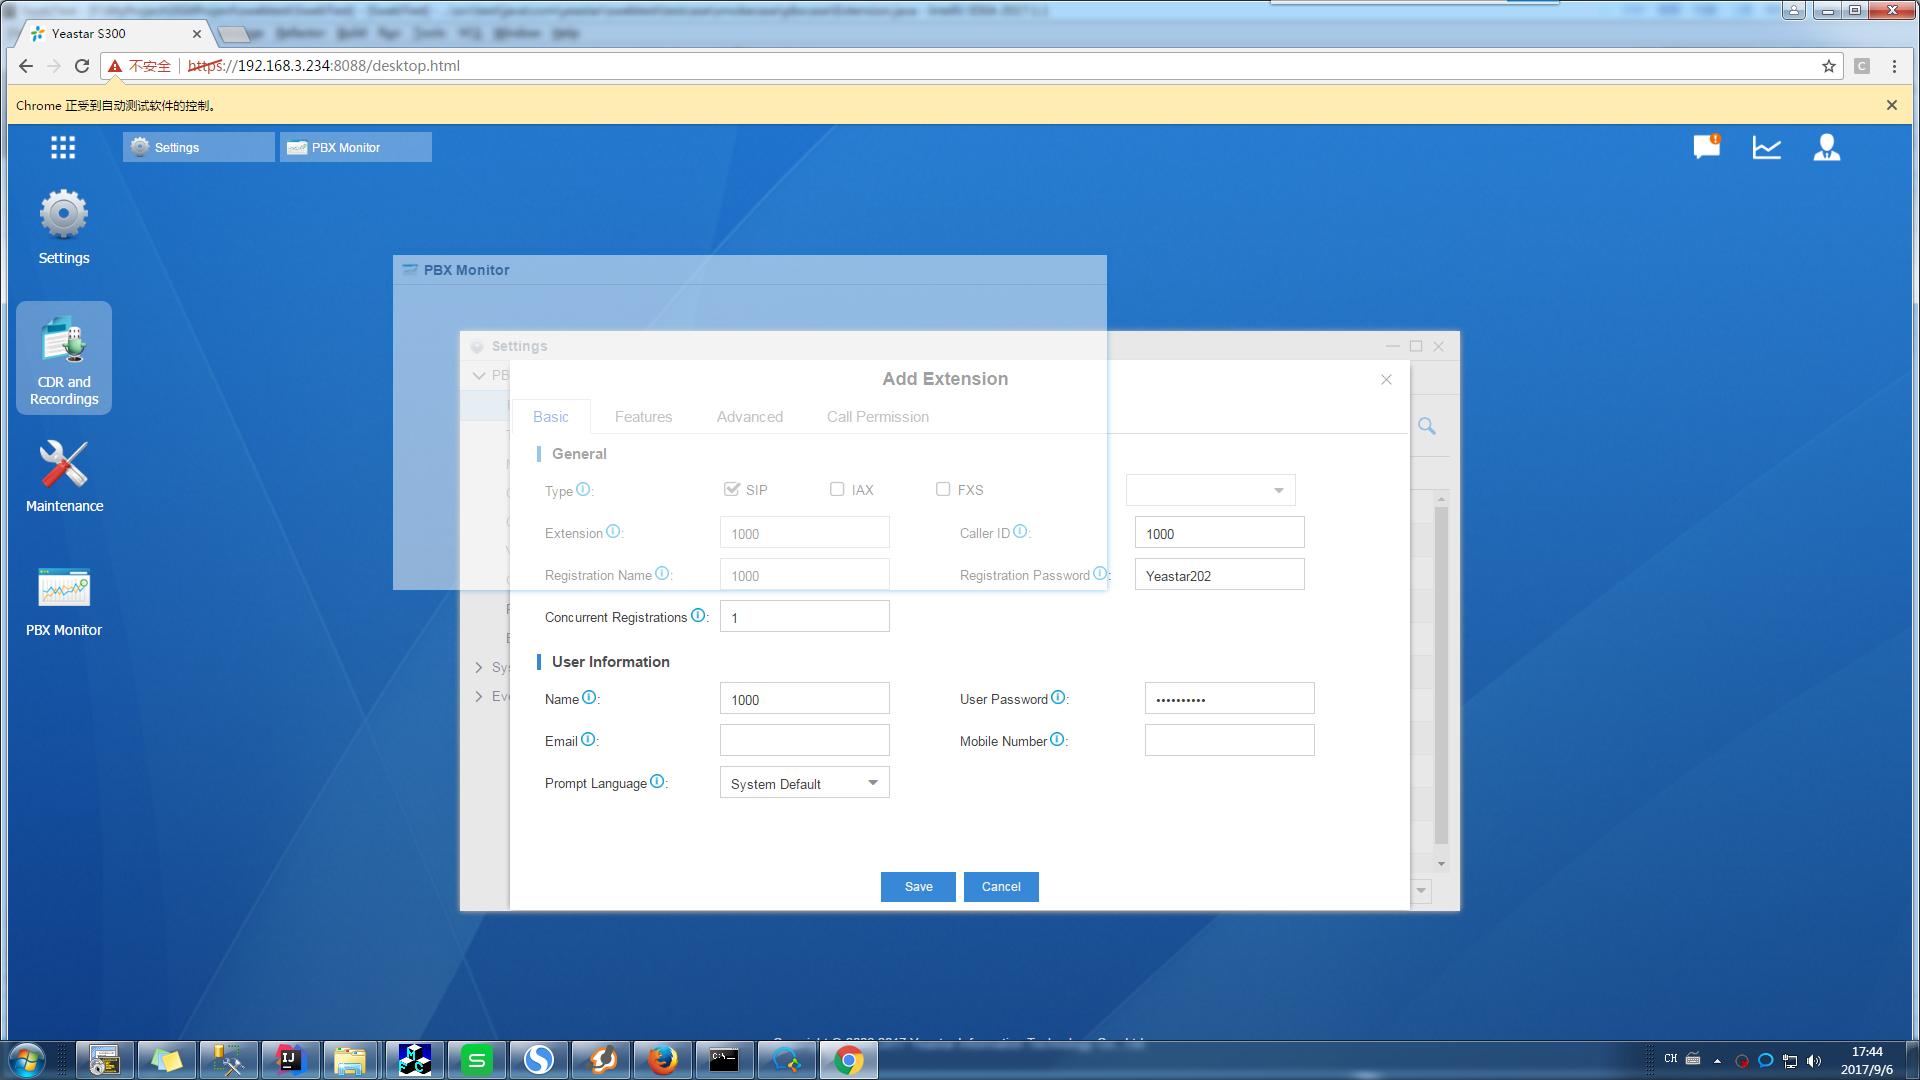 Yeastar S300
不安全 https://192.168.3.234:8088/desktop.html
Chrome 正受到自动测试软件的控制。
Settings PBX Monitor
Settings
CDR and
Recordings
Maintenance
PBX Monitor
PBX Monitor
Settings
PB
Add Extension
Basic Features Advanced Call Permission
General
Type: SIP IAX FXS
Extension: 1000 Caller ID: 1000
Registration Name: 1000 Registration Password: Yeastar202
Concurrent Registrations: 1
User Information
Sys
Name: 1000 User Password: ••••••••••
Eve
Email: Mobile Number:
Prompt Language: System Default
Save Cancel
CH 17:44
2017/9/6